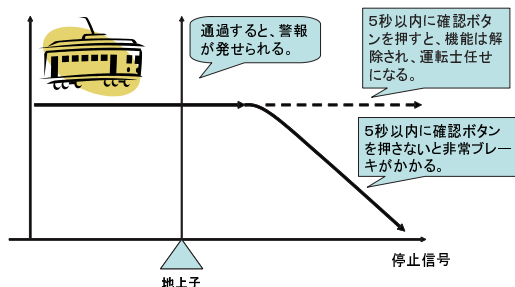 通過すると、警報
が発せられる。
5秒以内に確認ボタ
ンを押すと、機能は解
除され、運転士任せ
になる。
5秒以内に確認ボタン
を押さないと非常ブレー
キがかかる。
停止信号
地上子